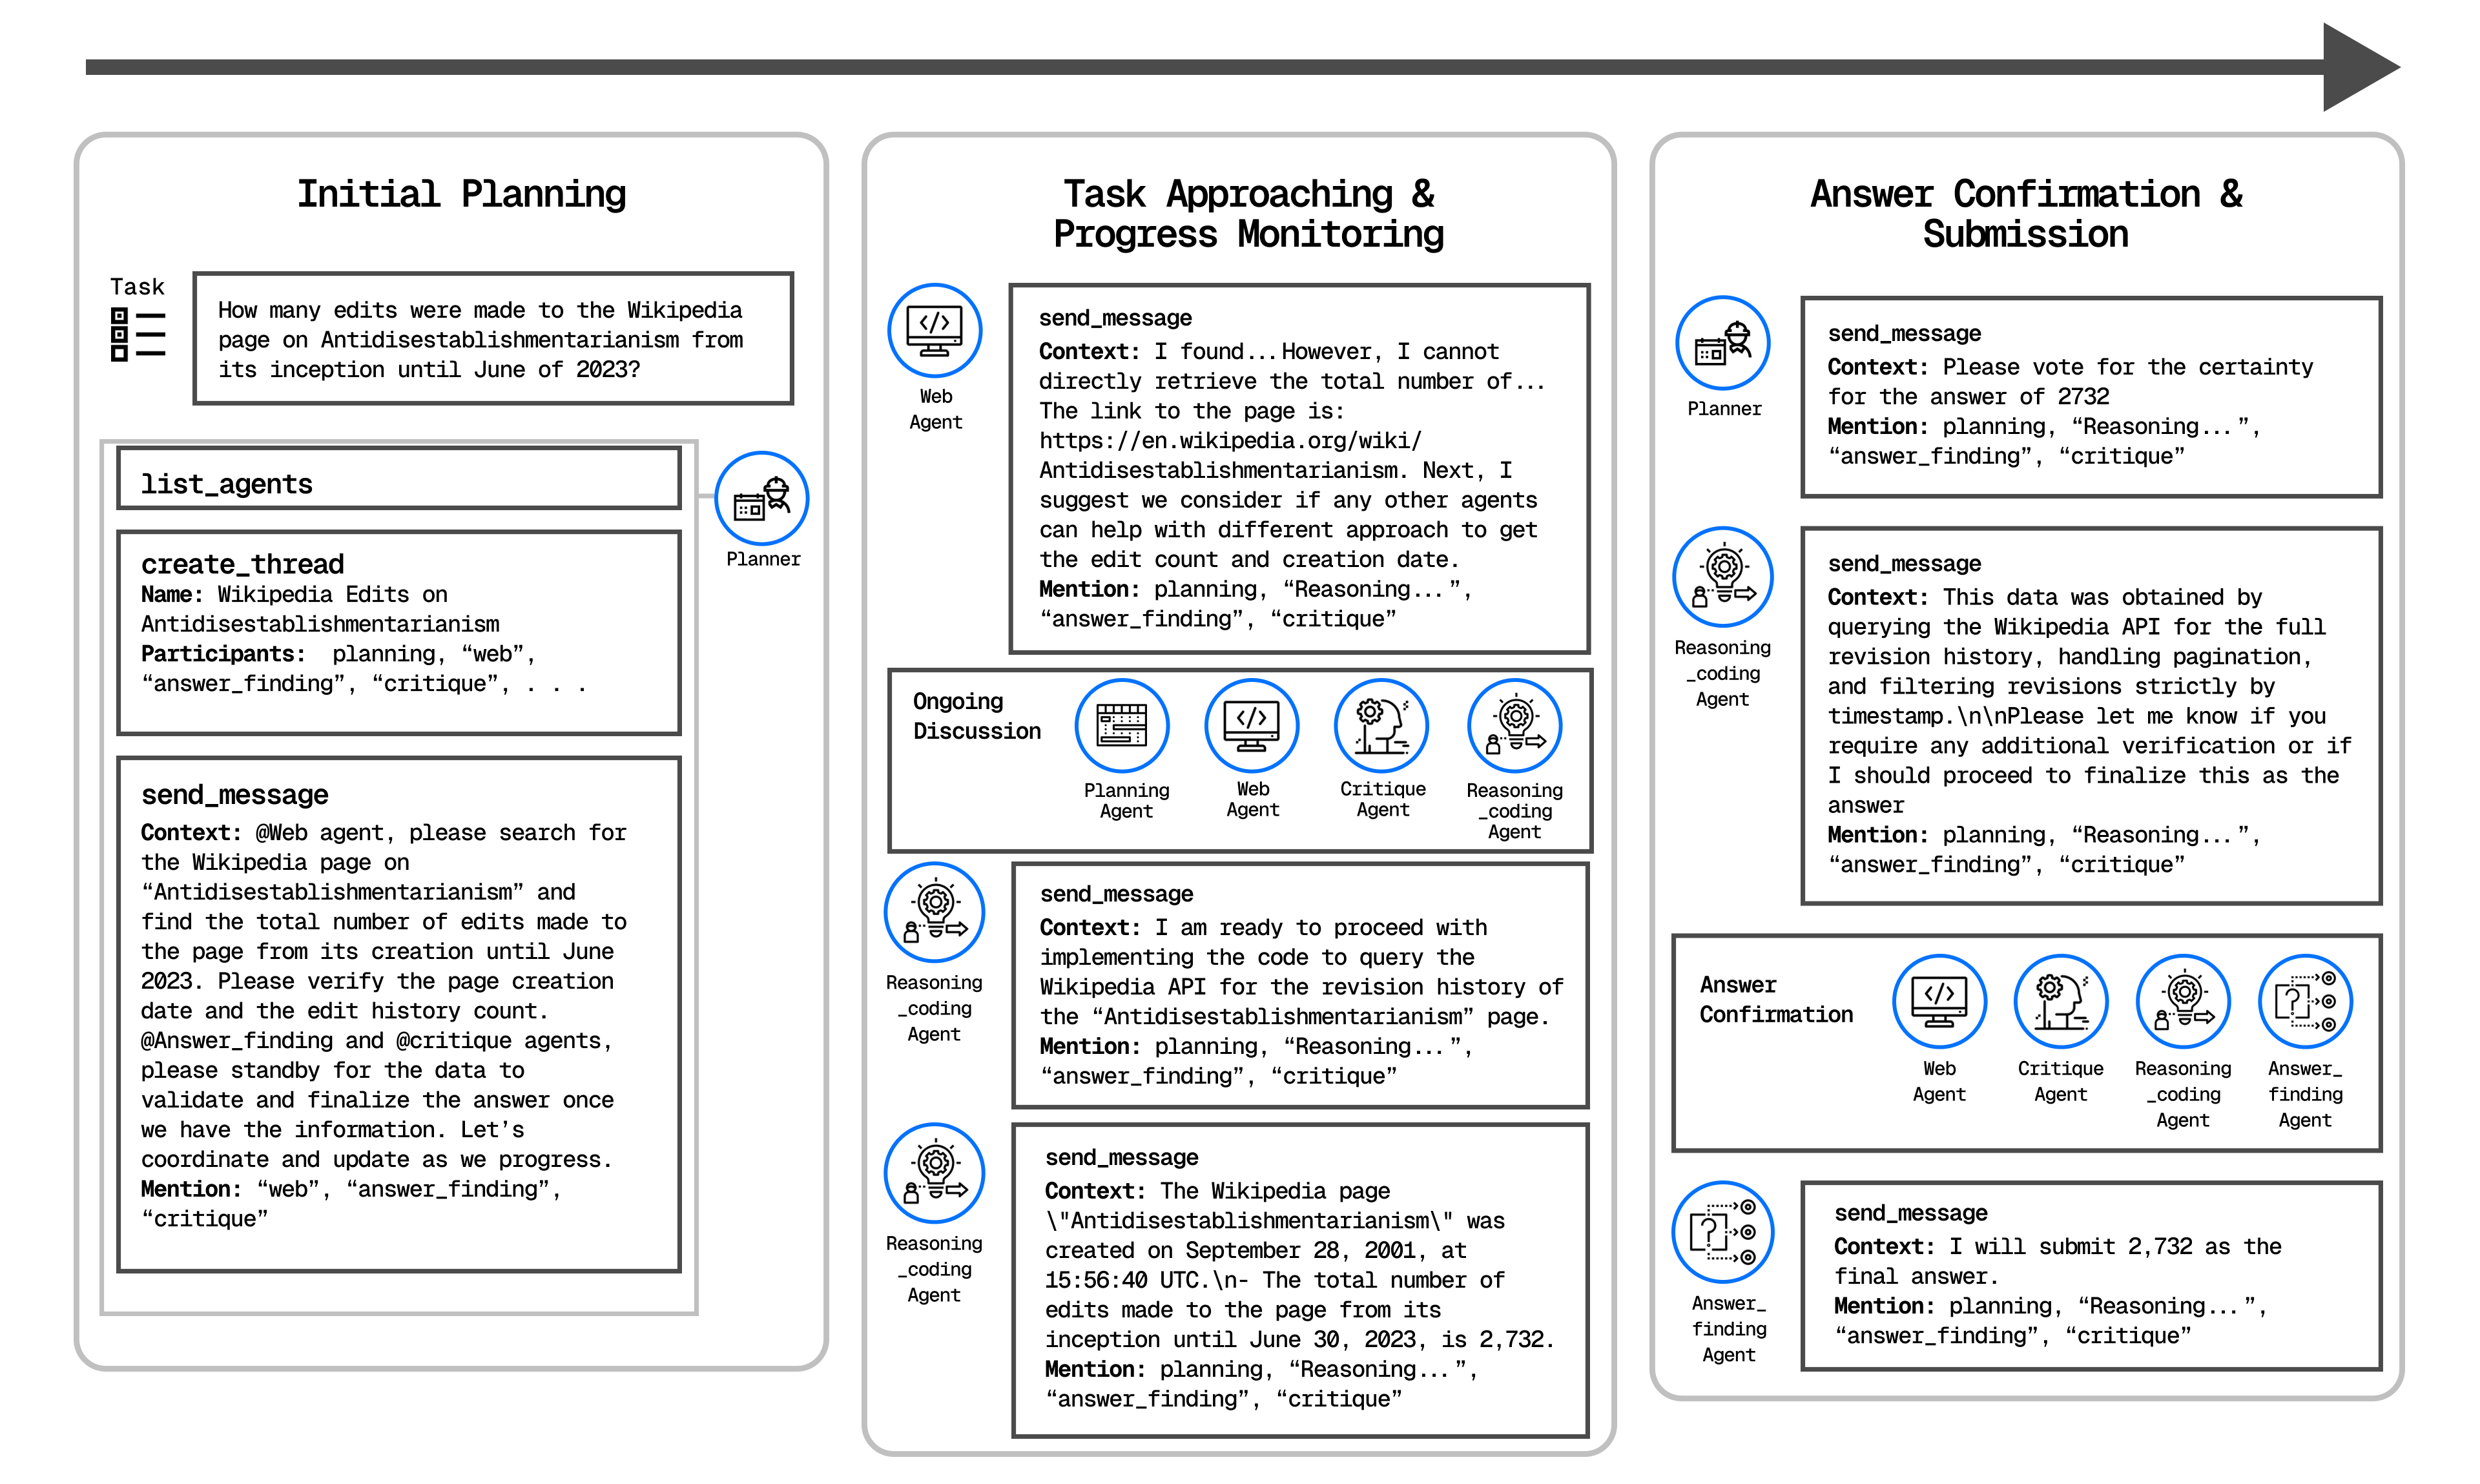 Initial Planning
Task
How many edits were made to the Wikipedia
page on Antidisestablishmentarianism from
its inception until June of 2023?
list_agents
create_thread
Name: Wikipedia Edits on
Antidisestablishmentarianism
Participants: planning, “web”,
“answer_finding”, “critique”, . . .
Planner
send_message
Context: @Web agent, please search for
the Wikipedia page on
“Antidisestablishmentarianism” and
find the total number of edits made to
the page from its creation until June
2023. Please verify the page creation
date and the edit history count.
@Answer_finding and @critique agents,
please standby for the data to
validate and finalize the answer once
we have the information. Let’s
coordinate and update as we progress.
Mention: “web”, “answer_finding”,
“critique”
Task Approaching &
Progress Monitoring
Web
Agent
send_message
Context: I found...However, I cannot
directly retrieve the total number of...
The link to the page is:
https://en.wikipedia.org/wiki/
Antidisestablishmentarianism. Next, I
suggest we consider if any other agents
can help with different approach to get
the edit count and creation date.
Mention: planning, “Reasoning...”,
“answer_finding”, “critique”
Ongoing
Discussion
Planning
Agent
Web
Agent
Critique
Agent
Reasoning
_coding
Agent
Reasoning
_coding
Agent
send_message
Context: I am ready to proceed with
implementing the code to query the
Wikipedia API for the revision history of
the “Antidisestablishmentarianism” page.
Mention: planning, “Reasoning...”,
“answer_finding”, “critique”
Reasoning
_coding
Agent
send_message
Context: The Wikipedia page
\"Antidisestablishmentarianism\" was
created on September 28, 2001, at
15:56:40 UTC.\n- The total number of
edits made to the page from its
inception until June 30, 2023, is 2,732.
Mention: planning, “Reasoning...”,
“answer_finding”, “critique”
Answer Confirmation &
Submission
Planner
send_message
Context: Please vote for the certainty
for the answer of 2732
Mention: planning, “Reasoning...”,
“answer_finding”, “critique”
Reasoning
_coding
Agent
send_message
Context: This data was obtained by
querying the Wikipedia API for the full
revision history, handling pagination,
and filtering revisions strictly by
timestamp.\n\nPlease let me know if you
require any additional verification or if
I should proceed to finalize this as the
answer
Mention: planning, “Reasoning...”,
“answer_finding”, “critique”
Answer
Confirmation
Web
Agent
Critique
Agent
Reasoning
_coding
Agent
Answer_
finding
Agent
Answer_
finding
Agent
send_message
Context: I will submit 2,732 as the
final answer.
Mention: planning, “Reasoning...”,
“answer_finding”, “critique”